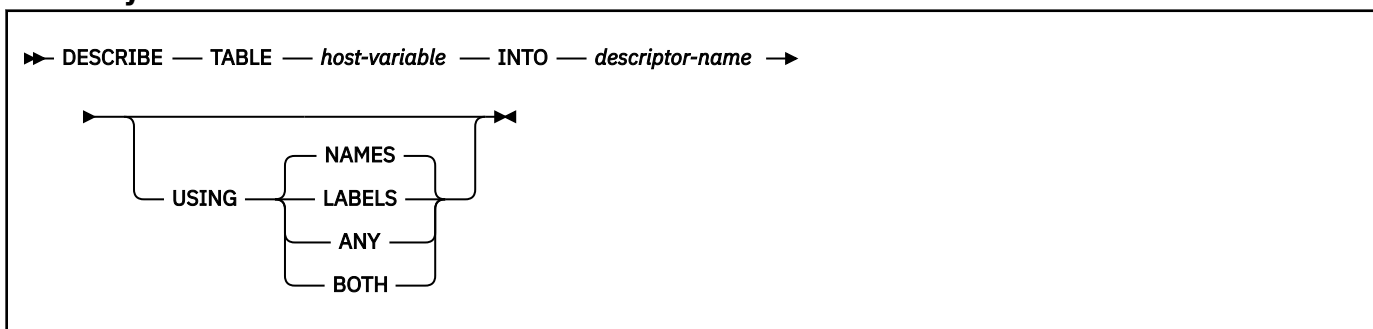 DESCRIBE TABLE host-variable INTO descriptor-name
NAMES
USING LABELS
ANY
BOTH